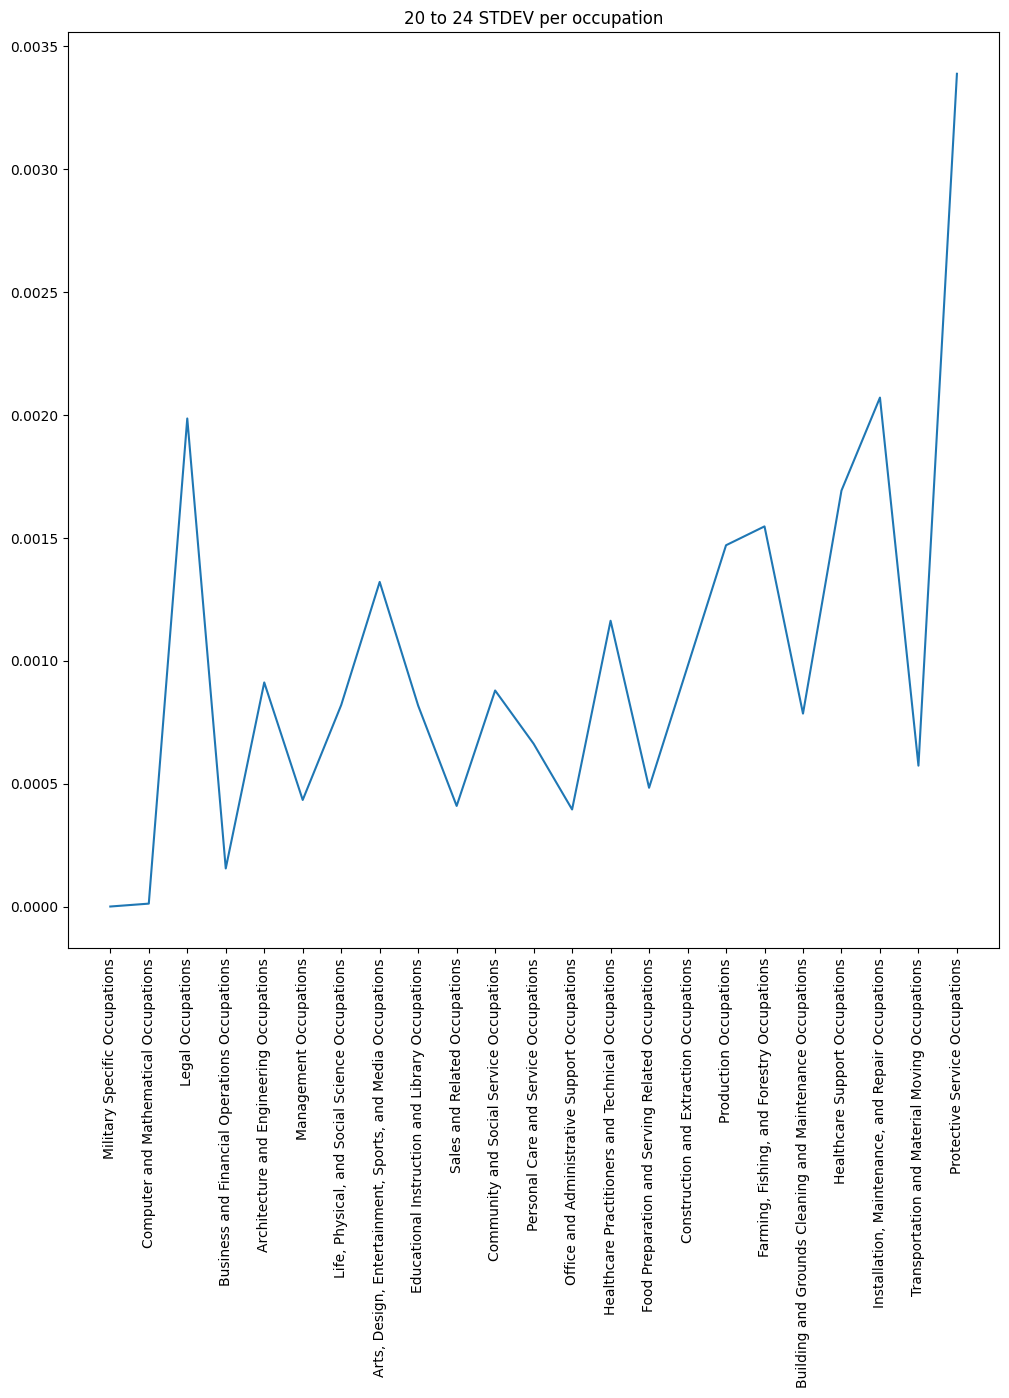 20 to 24 STDEV per occupation
0.0035
0.0030
0.0025
0.0020
0.0015
0.0010
0.0005
0.0000
Military Specific Occupations
Computer and Mathematical Occupations
Legal Occupations
Business and Financial Operations Occupations
Architecture and Engineering Occupations
Management Occupations
Life, Physical, and Social Science Occupations
Arts, Design, Entertainment, Sports, and Media Occupations
Educational Instruction and Library Occupations
Sales and Related Occupations
Community and Social Service Occupations
Personal Care and Service Occupations
Office and Administrative Support Occupations
Healthcare Practitioners and Technical Occupations
Food Preparation and Serving Related Occupations
Construction and Extraction Occupations
Production Occupations
Farming, Fishing, and Forestry Occupations
Building and Grounds Cleaning and Maintenance Occupations
Healthcare Support Occupations
Installation, Maintenance, and Repair Occupations
Transportation and Material Moving Occupations
Protective Service Occupations